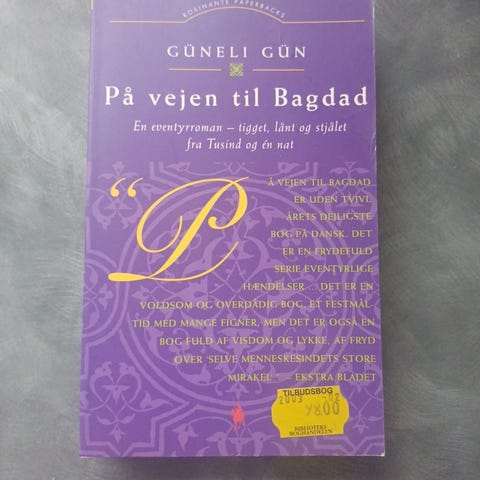 ROSINANTE PAPERBACKS
GÜNELI GÜN
På vejen til Bagdad
En eventyrroman – tigget, lånt og stjålet
fra Tusind og én nat
“P
Å VEJEN TIL BAGDAD
ER UDEN TVIVL
ÅRETS DEJLIGSTE
BOG PÅ DANSK. DET
ER EN FRYDEFULD
SERIE EVENTYRLIGE
HÆNDELSER ... DET ER EN
VOLDSOM OG OVERDÅDIG BOG, ET FESTMÅL-
TID MED MANGE EIGNER, MEN DET ER OGSÅ EN
BOG FULD AF VISDOM OG LYKKE, AF FRYD
OVER SELVE MENNESKESINDETS STORE
MIRAKEL. EKSTRA BLADET
TILBUDSBOG
2003
9800
BIBLIOTEKS
BOGHANDELEN